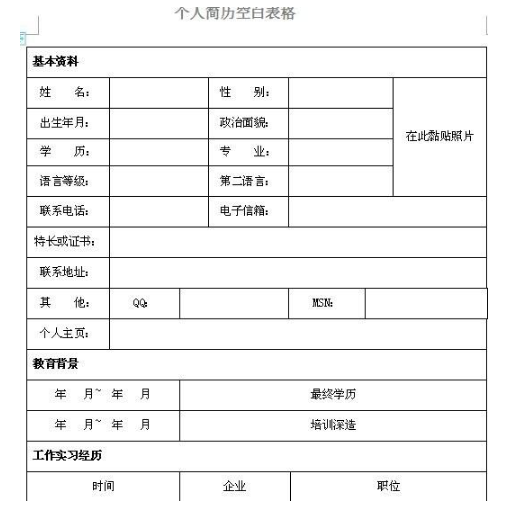 个人简历空白表格
基本资料
姓 名： 性 别：
出生年月： 政治面貌：
在此黏贴照片
学 历： 专 业：
语言等级： 第二语言：
联系电话： 电子信箱：
特长或证书：
联系地址：
其 他： QQ： MSN：
个人主页：
教育背景
年 月~ 年 月 最终学历
年 月~ 年 月 培训深造
工作实习经历
时间 企业 职位